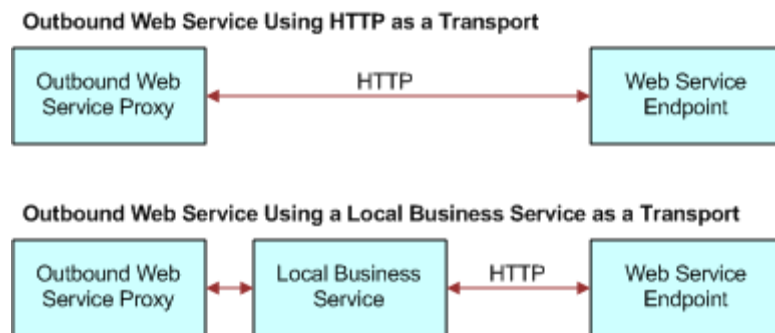 Outbound Web Service Using HTTP as a Transport
Outbound Web
Service Proxy
HTTP
Web Service
Endpoint
Outbound Web Service Using a Local Business Service as a Transport
Outbound Web
Service Proxy
Local Business
Service
HTTP
Web Service
Endpoint